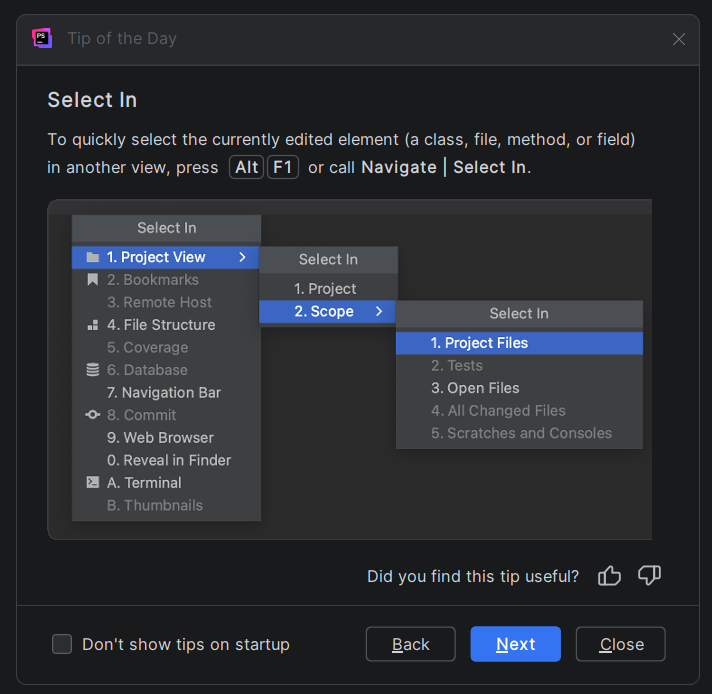 PS
Tip of the Day
Select In
To quickly select the currently edited element (a class, file, method, or field)
in another view, press Alt F1 or call Navigate | Select In.
Select In
1. Project View
2. Bookmarks
3. Remote Host
4. File Structure
5. Coverage
6. Database
7. Navigation Bar
8. Commit
9. Web Browser
0. Reveal in Finder
A. Terminal
B. Thumbnails
Select In
1. Project
2. Scope
Select In
1. Project Files
2. Tests
3. Open Files
4. All Changed Files
5. Scratches and Consoles
Did you find this tip useful?
Don't show tips on startup
Back
Next
Close